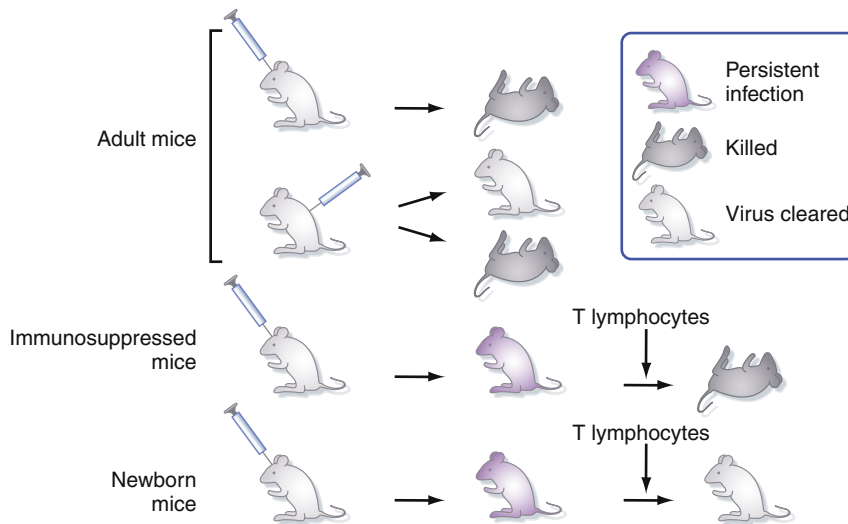 Adult mice
Persistent
infection
Killed
Virus cleared
Immunosuppressed
mice
T lymphocytes
Newborn
mice
T lymphocytes